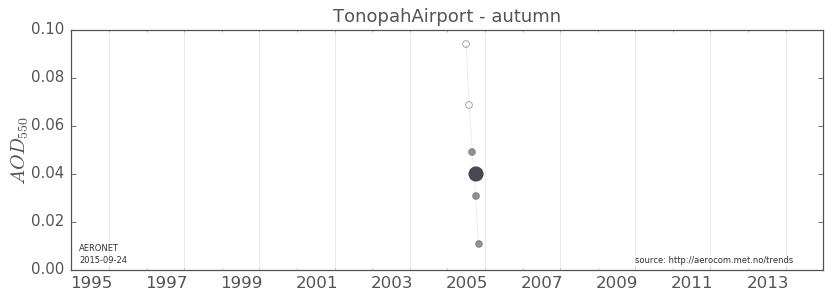 TonopahAirport - autumn
0.10
0.08
0.06
0.04
0.02
0.00
AOD550
AERONET
2015-09-24
source: http://aerocom.met.no/trends
1995 1997 1999 2001 2003 2005 2007 2009 2011 2013